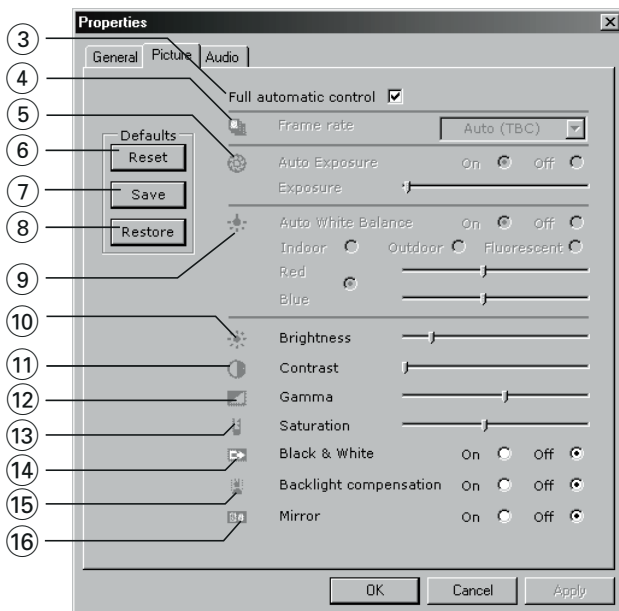 Properties
General Picture Audio
3
Full automatic control
4
Frame rate Auto (TBC)
5
Defaults
Auto Exposure On Off
6
Reset
Exposure
7
Save
8
Restore
Auto White Balance On Off
Indoor Outdoor Fluorescent
9
Red
Blue
10
Brightness
11
Contrast
12
Gamma
13
Saturation
14
Black & White On Off
15
Backlight compensation On Off
16
Mirror On Off
OK Cancel Apply